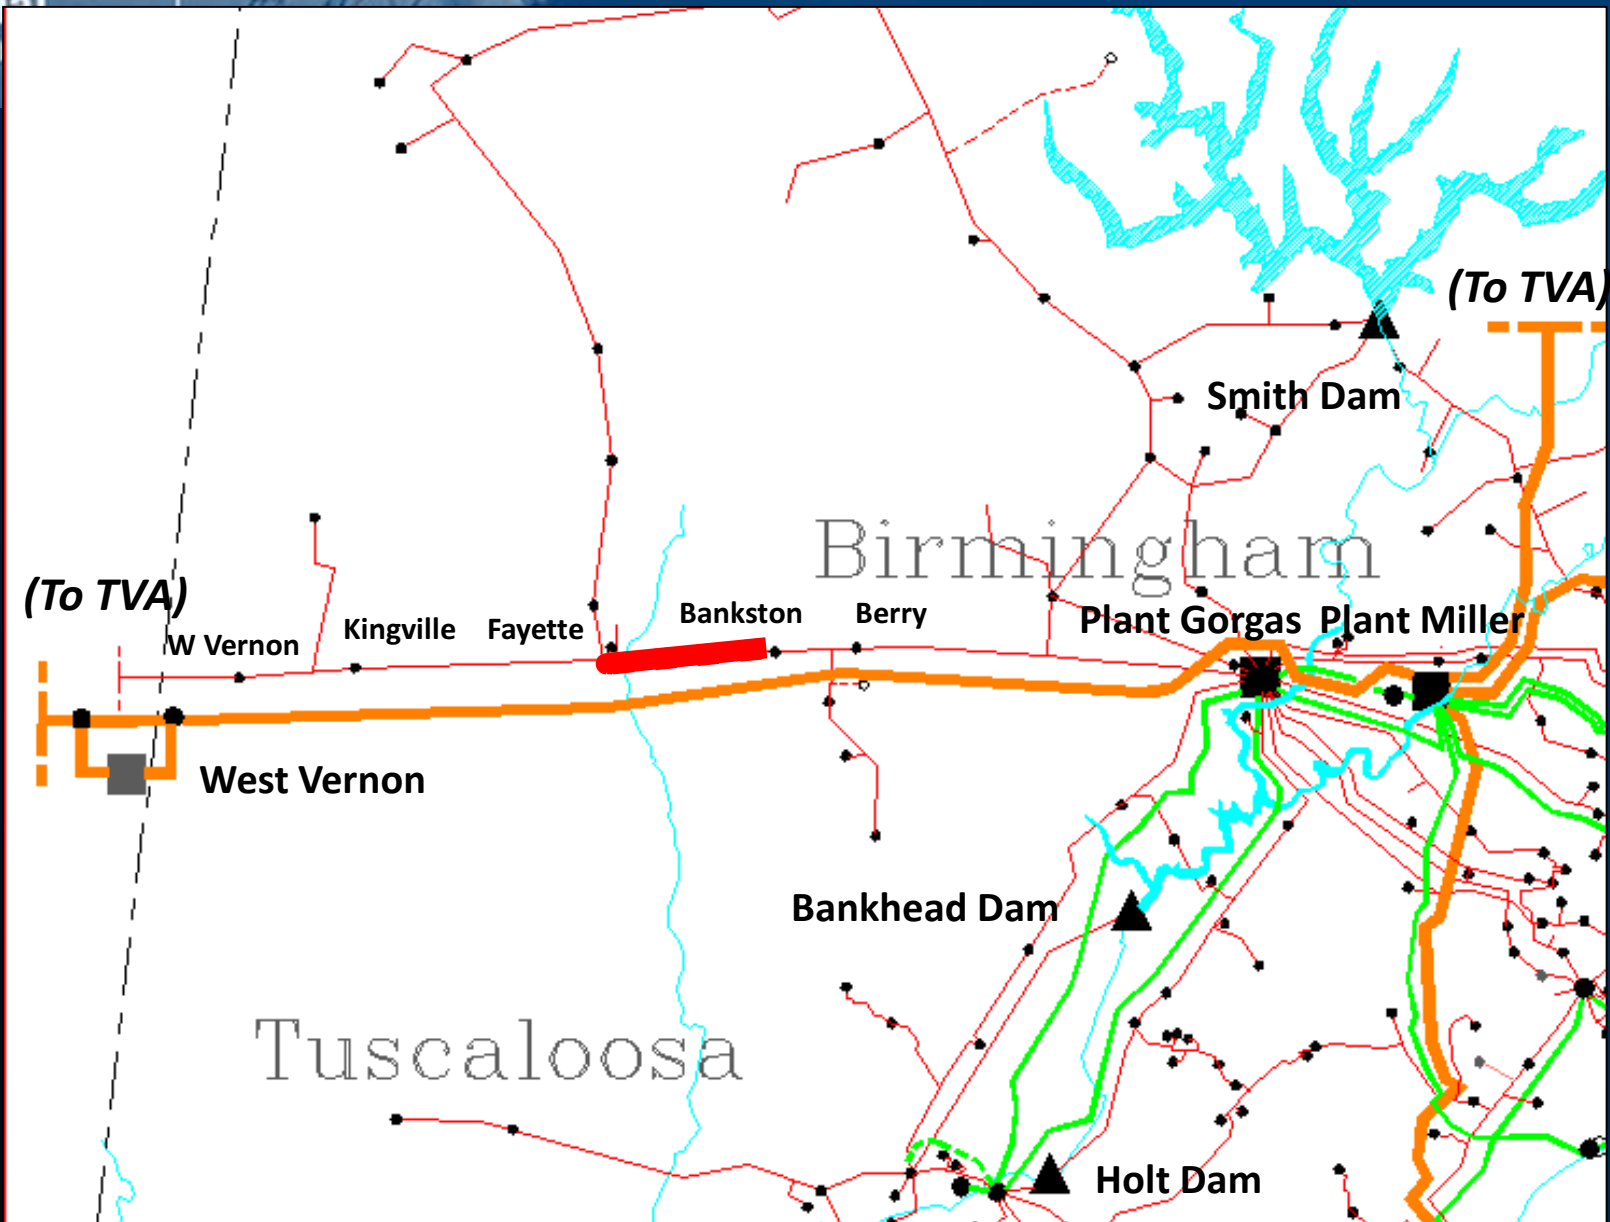 (To TVA)
Smith Dam
Birmingham
(To TVA)
W Vernon
Kingville
Fayette
Bankston
Berry
Plant Gorgas
Plant Miller
West Vernon
Bankhead Dam
Tuscaloosa
Holt Dam